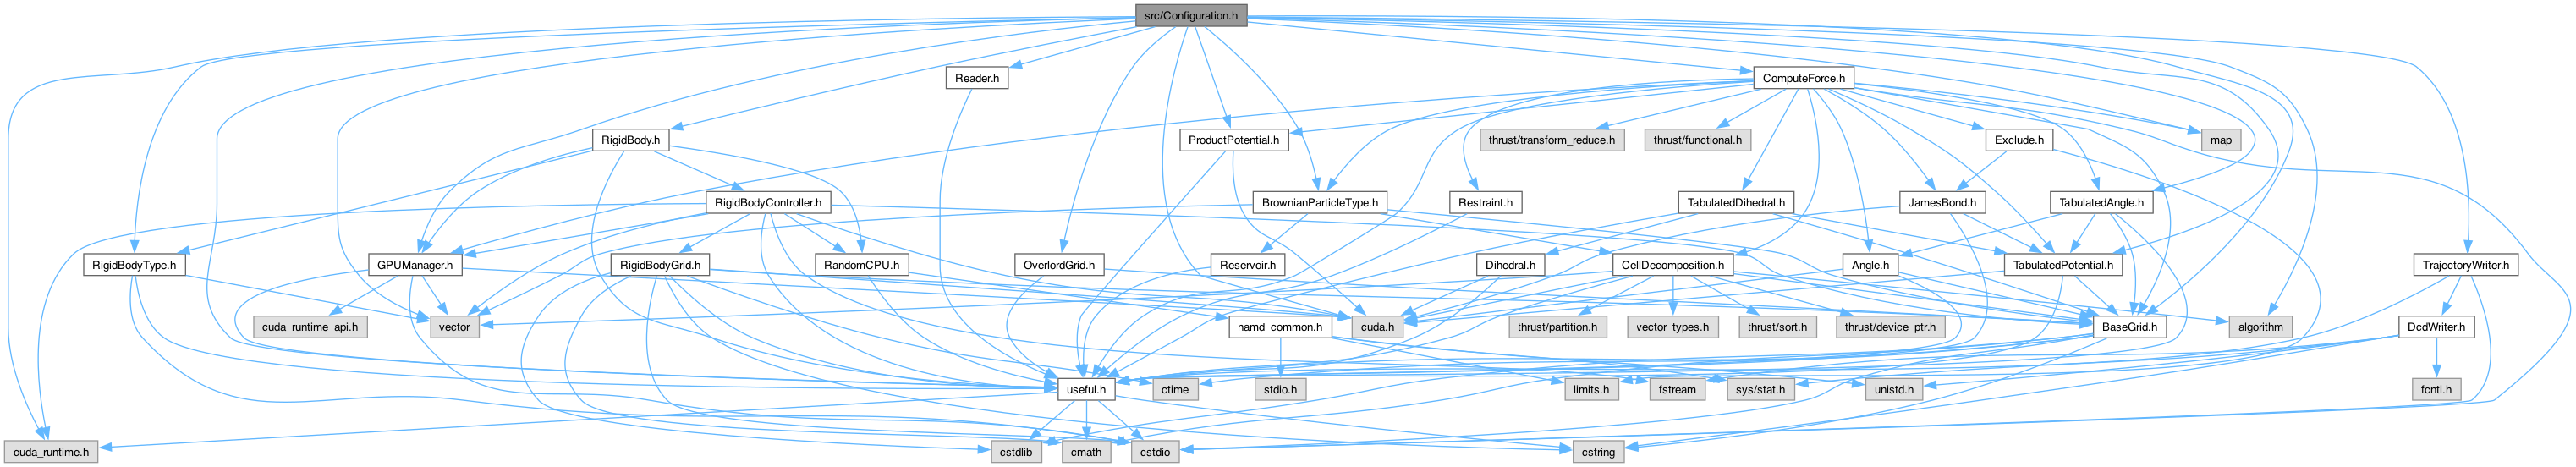 src/Configuration.h
Reader.h
ComputeForce.h
RigidBody.h
ProductPotential.h
thrust/transform_reduce.h
thrust/functional.h
Exclude.h
map
RigidBodyController.h
BrownianParticleType.h
Restraint.h
TabulatedDihedral.h
JamesBond.h
TabulatedAngle.h
RigidBodyType.h
GPUManager.h
RigidBodyGrid.h
RandomCPU.h
OverlordGrid.h
Reservoir.h
Dihedral.h
CellDecomposition.h
Angle.h
TabulatedPotential.h
TrajectoryWriter.h
cuda_runtime_api.h
vector
namd_common.h
cuda.h
thrust/partition.h
vector_types.h
thrust/sort.h
thrust/device_ptr.h
BaseGrid.h
algorithm
DcdWriter.h
useful.h
ctime
stdio.h
limits.h
fstream
sys/stat.h
unistd.h
fcntl.h
cuda_runtime.h
cstdlib
cmath
cstdio
cstring